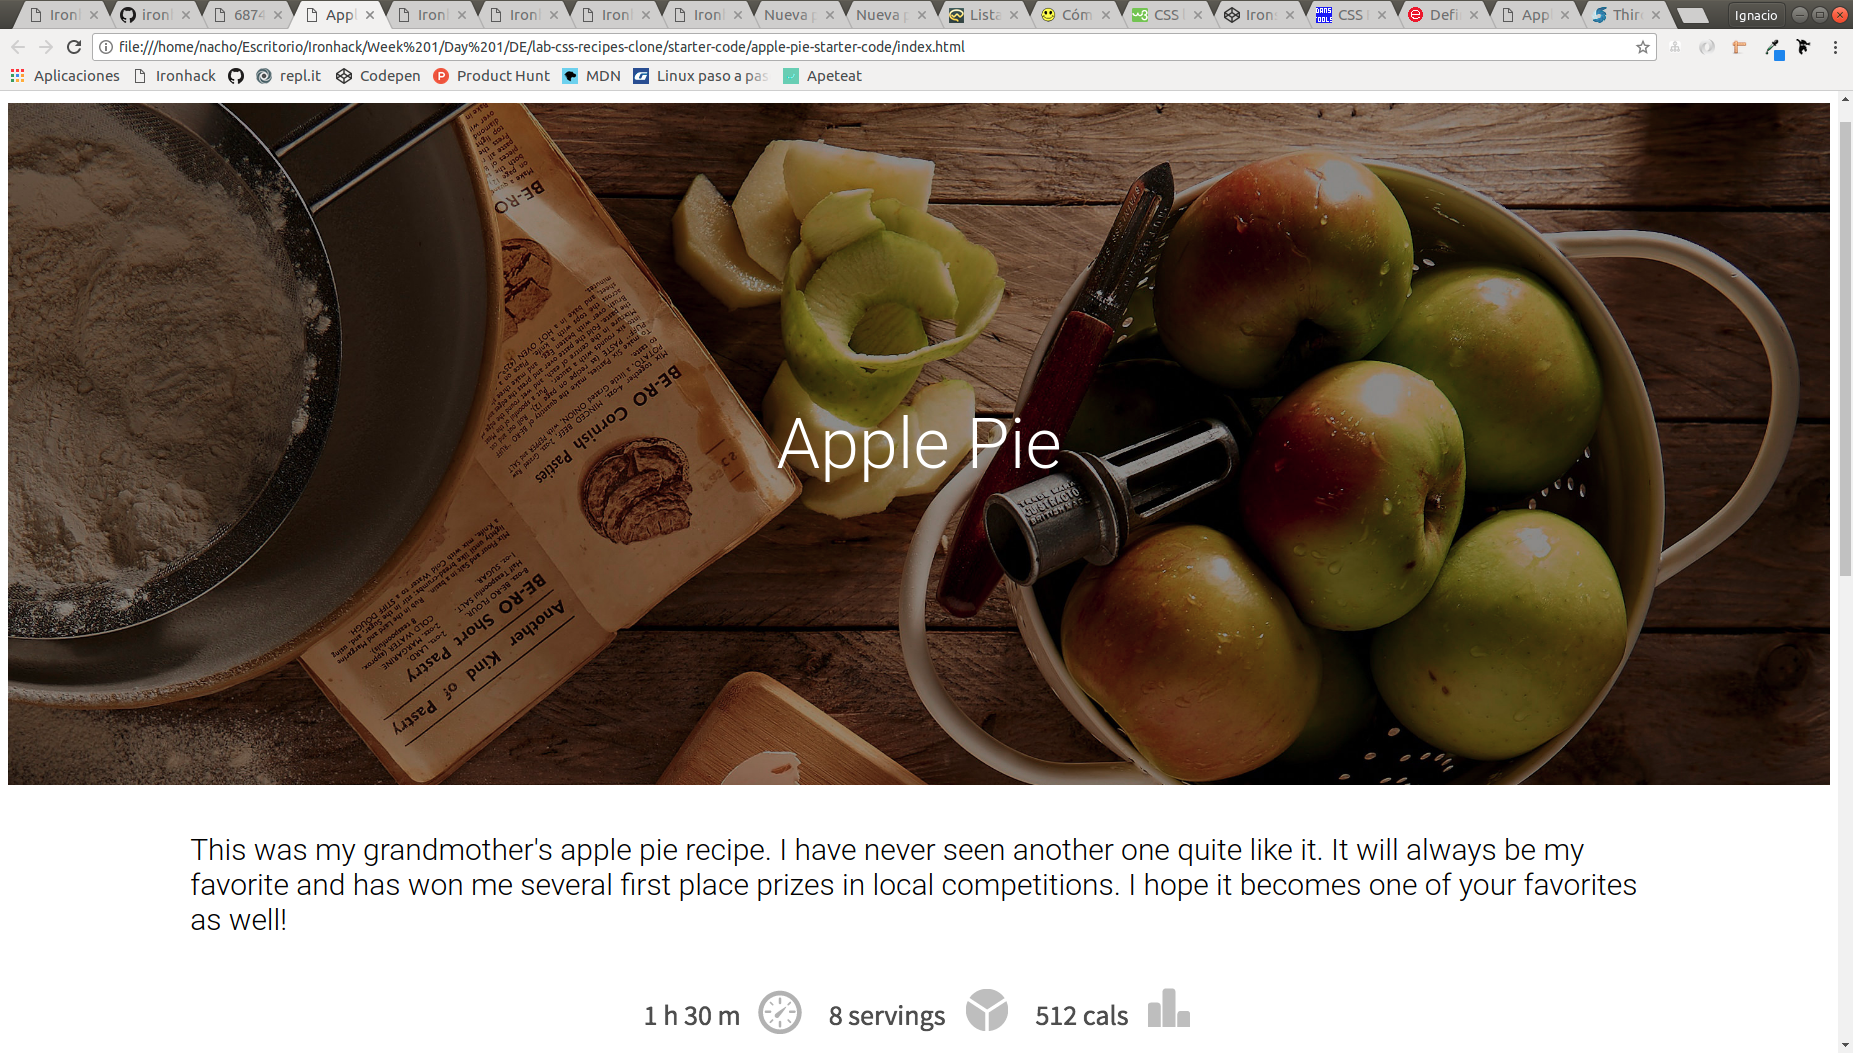 Iron
iron
6874
Appl
Iron
Iron
Iron
Iron
Nueva
Nueva
Lista
Cóm
CSS
Irons
CSS
Defi
Appl
Thir
Ignacio
file:///home/nacho/Escritorio/Ironhack/Week%201/Day%201/DE/lab-css-recipes-clone/starter-code/apple-pie-starter-code/index.html
Aplicaciones Ironhack repl.it Codepen Product Hunt MDN Linux paso a pas Apeteat
BE-RO
BE-RO Cornish Pasties
Another Kind of Pastry
BE-RO Short Pastry
Apple Pie
This was my grandmother's apple pie recipe. I have never seen another one quite like it. It will always be my
favorite and has won me several first place prizes in local competitions. I hope it becomes one of your favorites
as well!
1 h 30 m 8 servings 512 cals